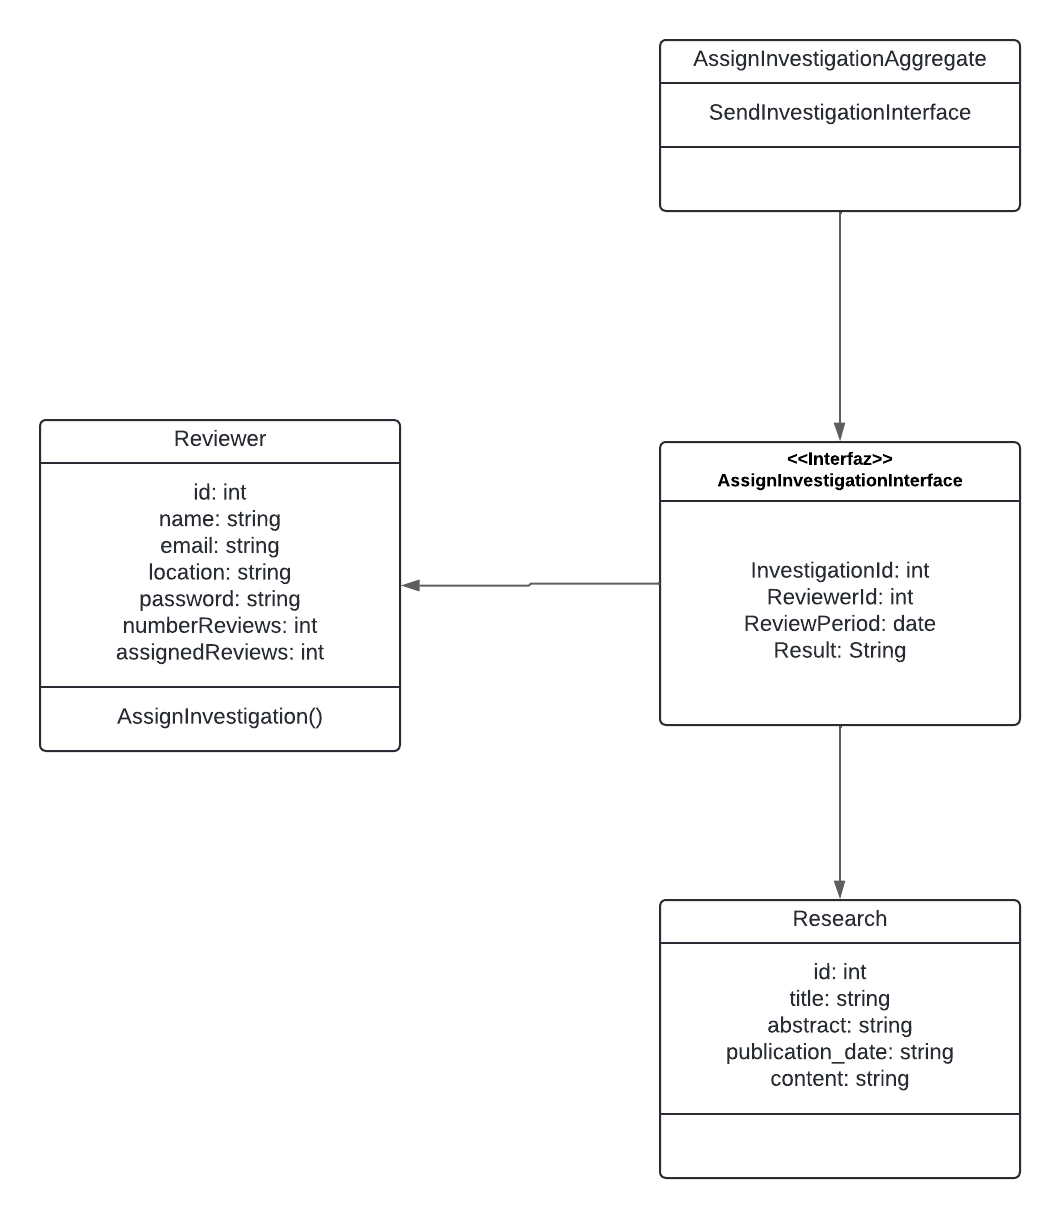 AssignInvestigationAggregate
SendInvestigationInterface
Reviewer
id: int
name: string
email: string
location: string
password: string
numberReviews: int
assignedReviews: int
AssignInvestigation()
<<Interfaz>>
AssignInvestigationInterface
InvestigationId: int
ReviewerId: int
ReviewPeriod: date
Result: String
Research
id: int
title: string
abstract: string
publication_date: string
content: string